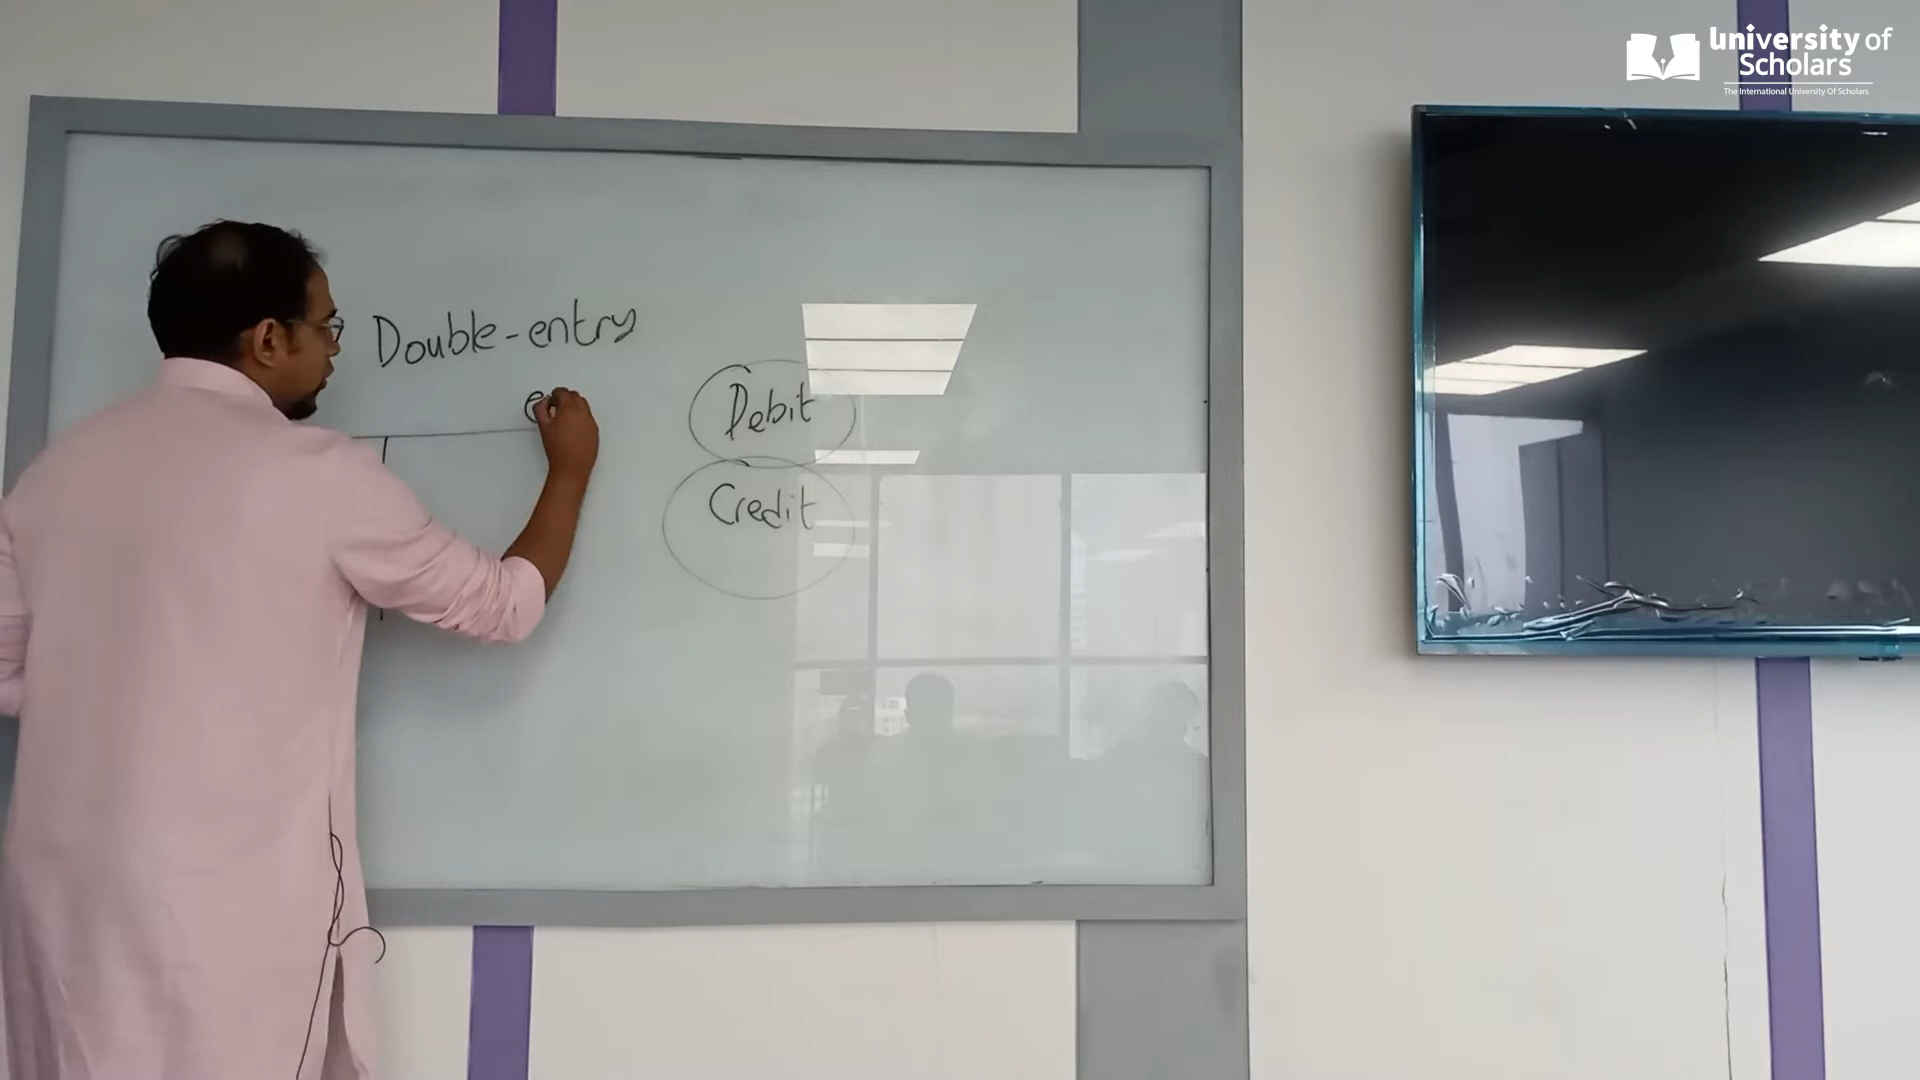 University of
Scholars
The International University Of Scholars
Double-entry
Debit
Credit